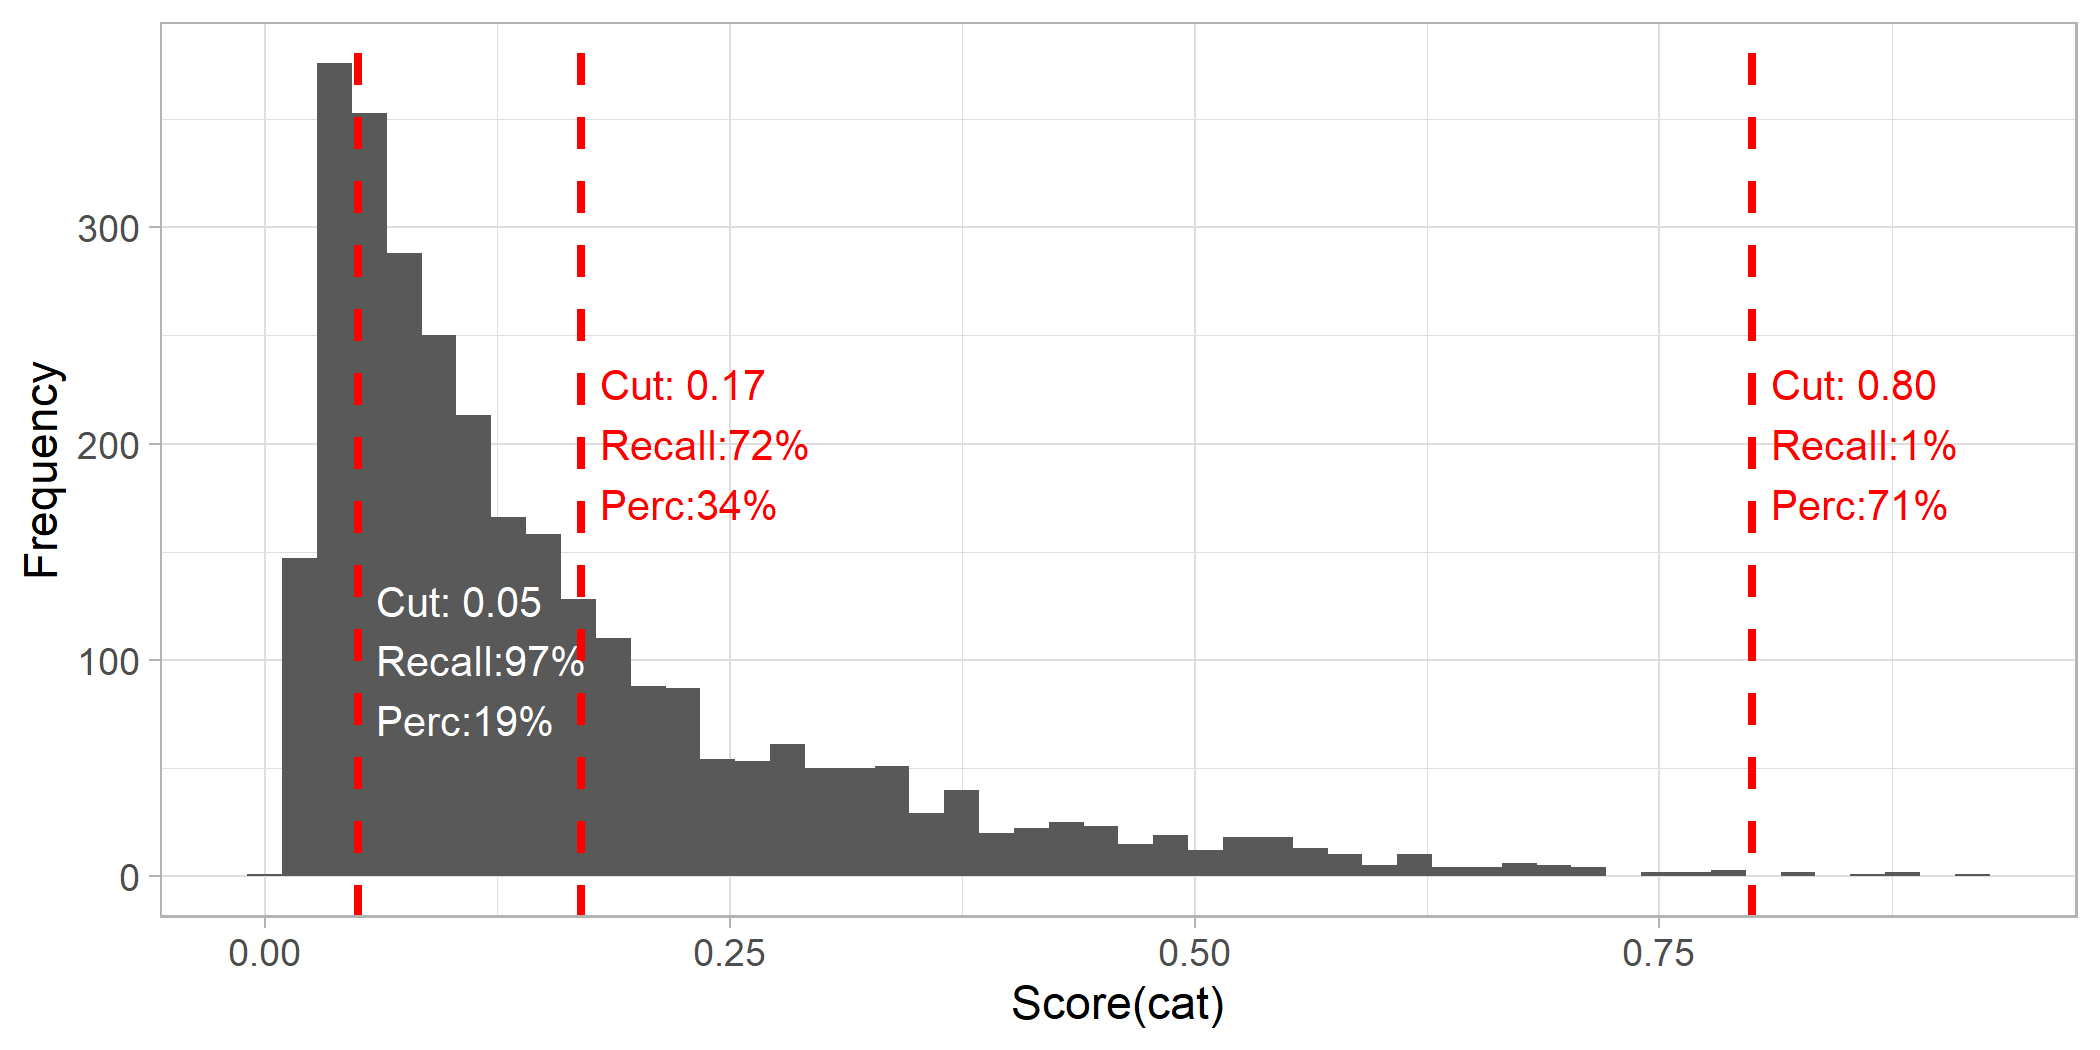 Frequency
300
200
100
0
Cut: 0.05
Recall:97%
Perc:19%
Cut: 0.17
Recall:72%
Perc:34%
Cut: 0.80
Recall:1%
Perc:71%
0.00
0.25
0.50
0.75
Score(cat)